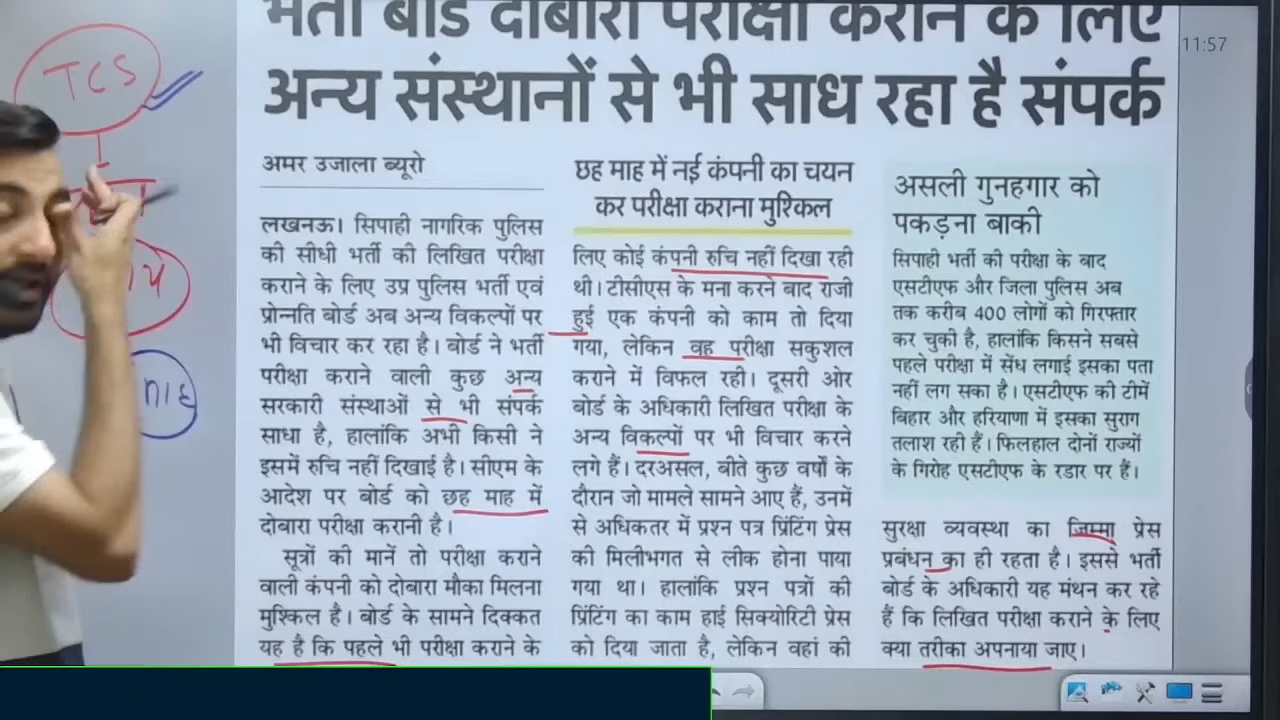 TCS
11:57
भर्ती बोर्ड दोबारा परीक्षा कराने के लिए
अन्य संस्थानों से भी साध रहा है संपर्क
अमर उजाला ब्यूरो
लखनऊ। सिपाही नागरिक पुलिस
की सीधी भर्ती की लिखित परीक्षा
कराने के लिए उप्र पुलिस भर्ती एवं
प्रोन्नति बोर्ड अब अन्य विकल्पों पर
भी विचार कर रहा है। बोर्ड ने भर्ती
परीक्षा कराने वाली कुछ अन्य
सरकारी संस्थाओं से भी संपर्क
साधा है, हालांकि अभी किसी ने
इसमें रुचि नहीं दिखाई है। सीएम के
आदेश पर बोर्ड को छह माह में
दोबारा परीक्षा करानी है।
सूत्रों की मानें तो परीक्षा कराने
वाली कंपनी को दोबारा मौका मिलना
मुश्किल है। बोर्ड के सामने दिक्कत
यह है कि पहले भी परीक्षा कराने के
छह माह में नई कंपनी का चयन
कर परीक्षा कराना मुश्किल
लिए कोई कंपनी रुचि नहीं दिखा रही
थी। टीसीएस के मना करने बाद राजी
हुई एक कंपनी को काम तो दिया
गया, लेकिन वह परीक्षा सकुशल
कराने में विफल रही। दूसरी ओर
बोर्ड के अधिकारी लिखित परीक्षा के
अन्य विकल्पों पर भी विचार करने
लगे हैं। दरअसल, बीते कुछ वर्षों के
दौरान जो मामले सामने आए हैं, उनमें
से अधिकतर में प्रश्न पत्र प्रिंटिंग प्रेस
की मिलीभगत से लीक होना पाया
गया था। हालांकि प्रश्न पत्रों की
प्रिंटिंग का काम हाई सिक्योरिटी प्रेस
को दिया जाता है, लेकिन वहां की
असली गुनहगार को
पकड़ना बाकी
सिपाही भर्ती की परीक्षा के बाद
एसटीएफ और जिला पुलिस अब
तक करीब 400 लोगों को गिरफ्तार
कर चुकी है, हालांकि किसने सबसे
पहले परीक्षा में सेंध लगाई इसका पता
नहीं लग सका है। एसटीएफ की टीमें
बिहार और हरियाणा में इसका सुराग
तलाश रही हैं। फिलहाल दोनों राज्यों
के गिरोह एसटीएफ के रडार पर हैं।
सुरक्षा व्यवस्था का जिम्मा प्रेस
प्रबंधन का ही रहता है। इससे भर्ती
बोर्ड के अधिकारी यह मंथन कर रहे
हैं कि लिखित परीक्षा कराने के लिए
क्या तरीका अपनाया जाए।